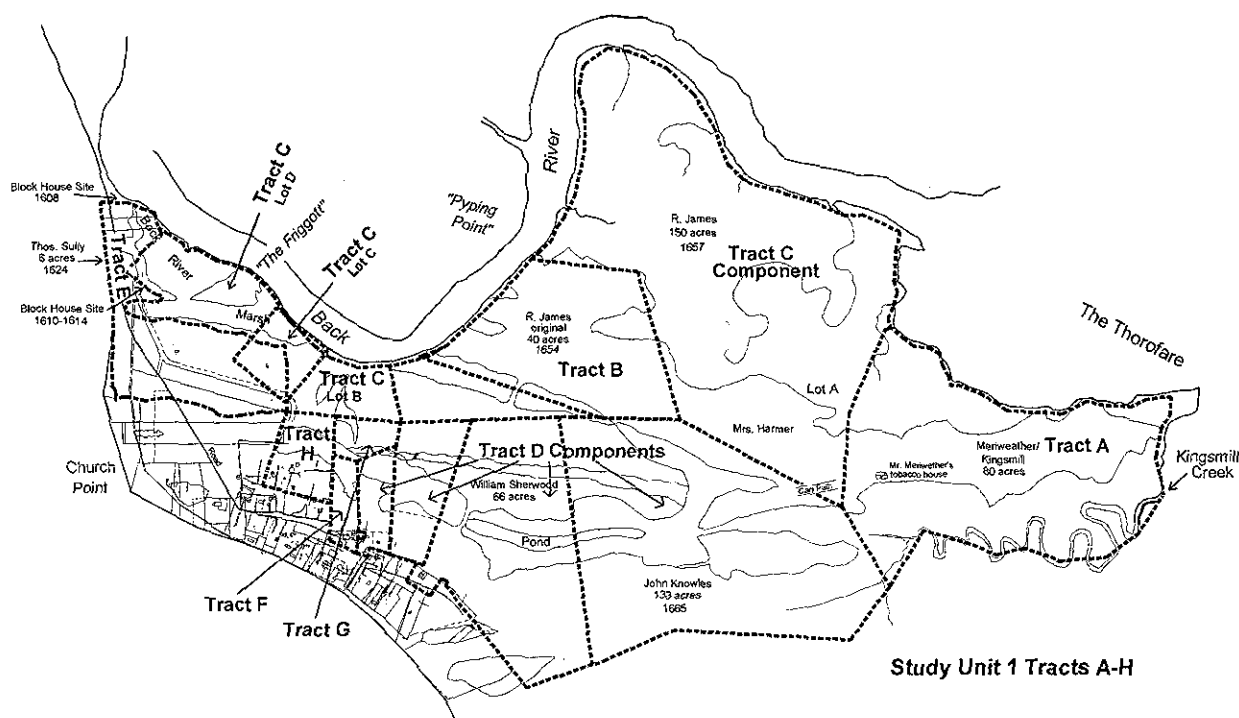 Block House Site
1608
Thos. Sully
6 acres
1624
Tract E
Block House Site
1610-1614
Back
River
Tract C
Lot D
"The Friggott"
Tract C
Lot C
Marsh
Back
River
"Pyping
Point"
R. James
150 acres
1657
Tract C
Component
R. James
original
40 acres
1654
Tract B
Tract C
Lot B
Lot A
Mrs. Harmer
The Thorofare
Meriweather/
Kingsmill
80 acres
Tract A
Mr. Meriwether's
tobacco house
Kingsmill
Creek
Tract
H
Tract D Components
William Sherwood
66 acres
Cart Path
Pond
Road
Church
Point
John Knowles
133 acres
1665
Tract F
Tract G
Study Unit 1 Tracts A-H